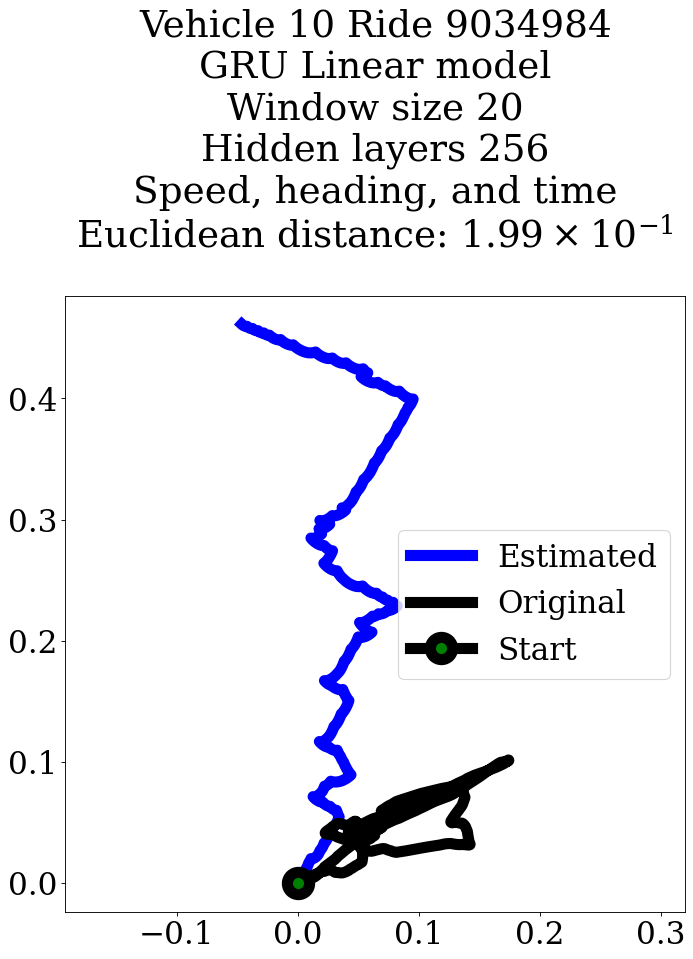 Vehicle 10 Ride 9034984
GRU Linear model
Window size 20
Hidden layers 256
Speed, heading, and time
Euclidean distance: 1.99 × 10⁻¹
0.4
0.3
0.2
0.1
0.0
Estimated
Original
Start
−0.1 0.0 0.1 0.2 0.3